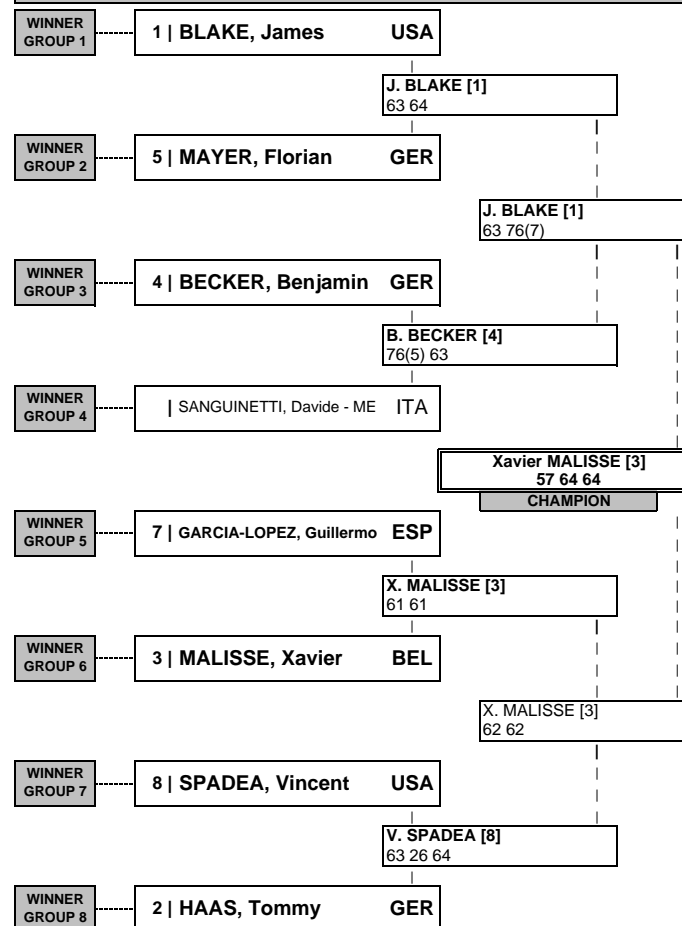 WINNER
GROUP 1
1 | BLAKE, James USA
J. BLAKE [1]
63 64
WINNER
GROUP 2
5 | MAYER, Florian GER
J. BLAKE [1]
63 76(7)
WINNER
GROUP 3
4 | BECKER, Benjamin GER
B. BECKER [4]
76(5) 63
WINNER
GROUP 4
| SANGUINETTI, Davide - ME ITA
Xavier MALISSE [3]
57 64 64
CHAMPION
WINNER
GROUP 5
7 | GARCIA-LOPEZ, Guillermo ESP
X. MALISSE [3]
61 61
WINNER
GROUP 6
3 | MALISSE, Xavier BEL
X. MALISSE [3]
62 62
WINNER
GROUP 7
8 | SPADEA, Vincent USA
V. SPADEA [8]
63 26 64
WINNER
GROUP 8
2 | HAAS, Tommy GER